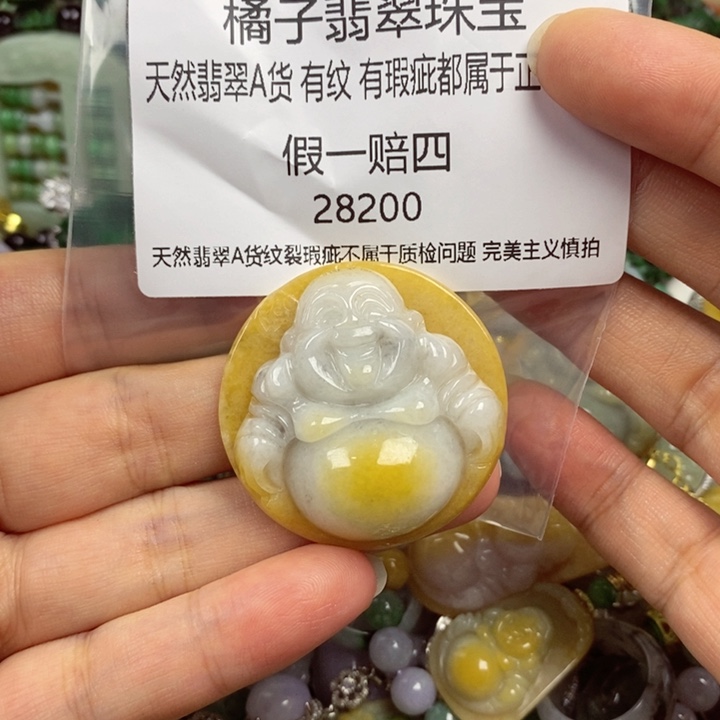 橘子翡翠珠宝
天然翡翠A货 有纹 有瑕疵都属于正
假一赔四
28200
天然翡翠A货纹裂瑕疵不属于质检问题 完美主义慎拍